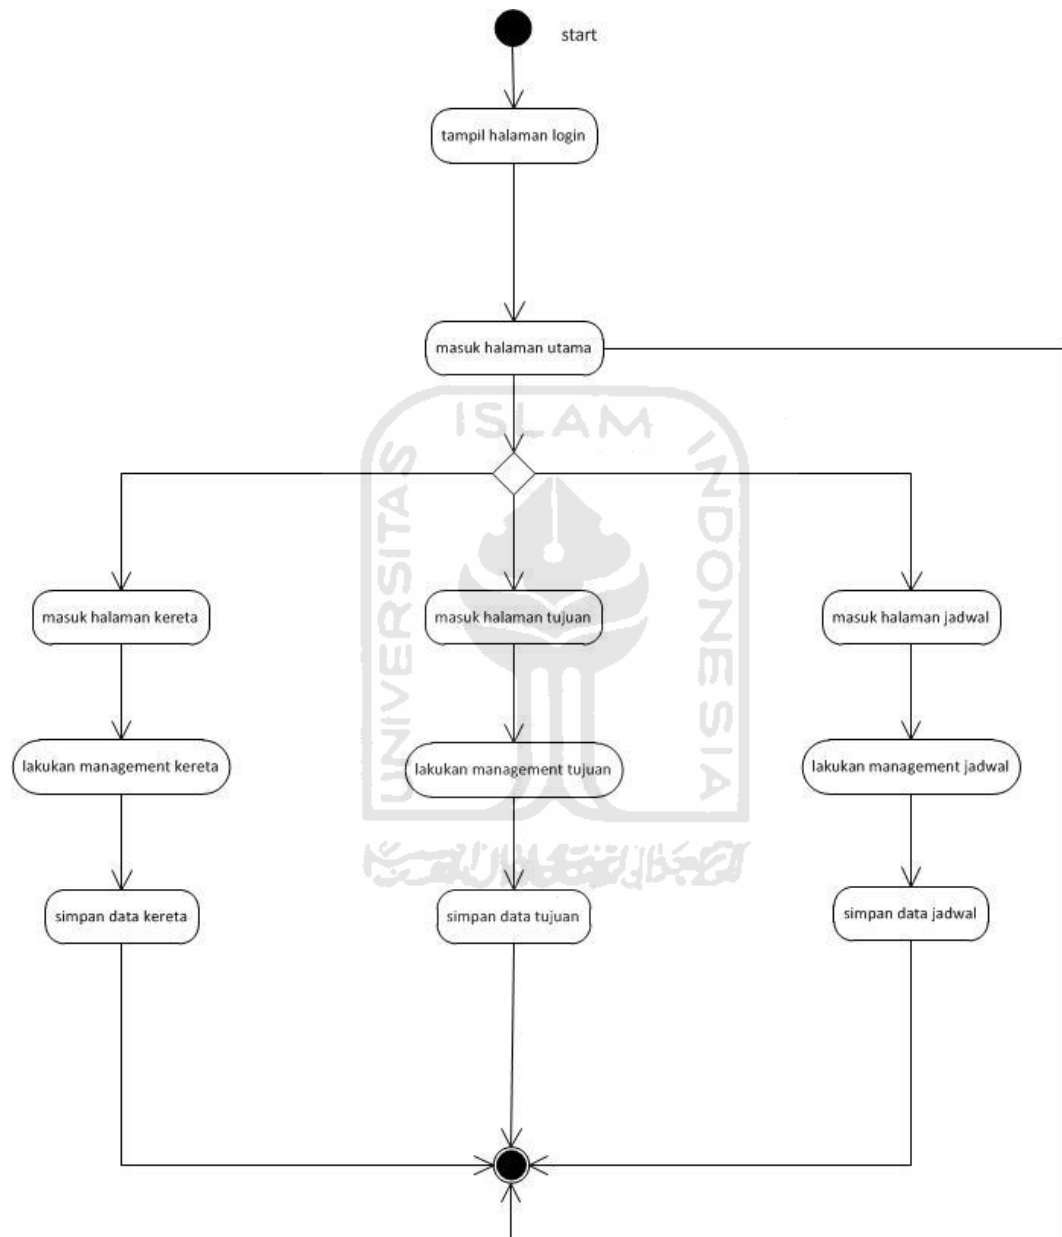 start
tampil halaman login
masuk halaman utama
UNIVERSITAS
ISLAM
INDONESIA
masuk halaman kereta
masuk halaman tujuan
masuk halaman jadwal
lakukan management kereta
lakukan management tujuan
lakukan management jadwal
simpan data kereta
simpan data tujuan
simpan data jadwal